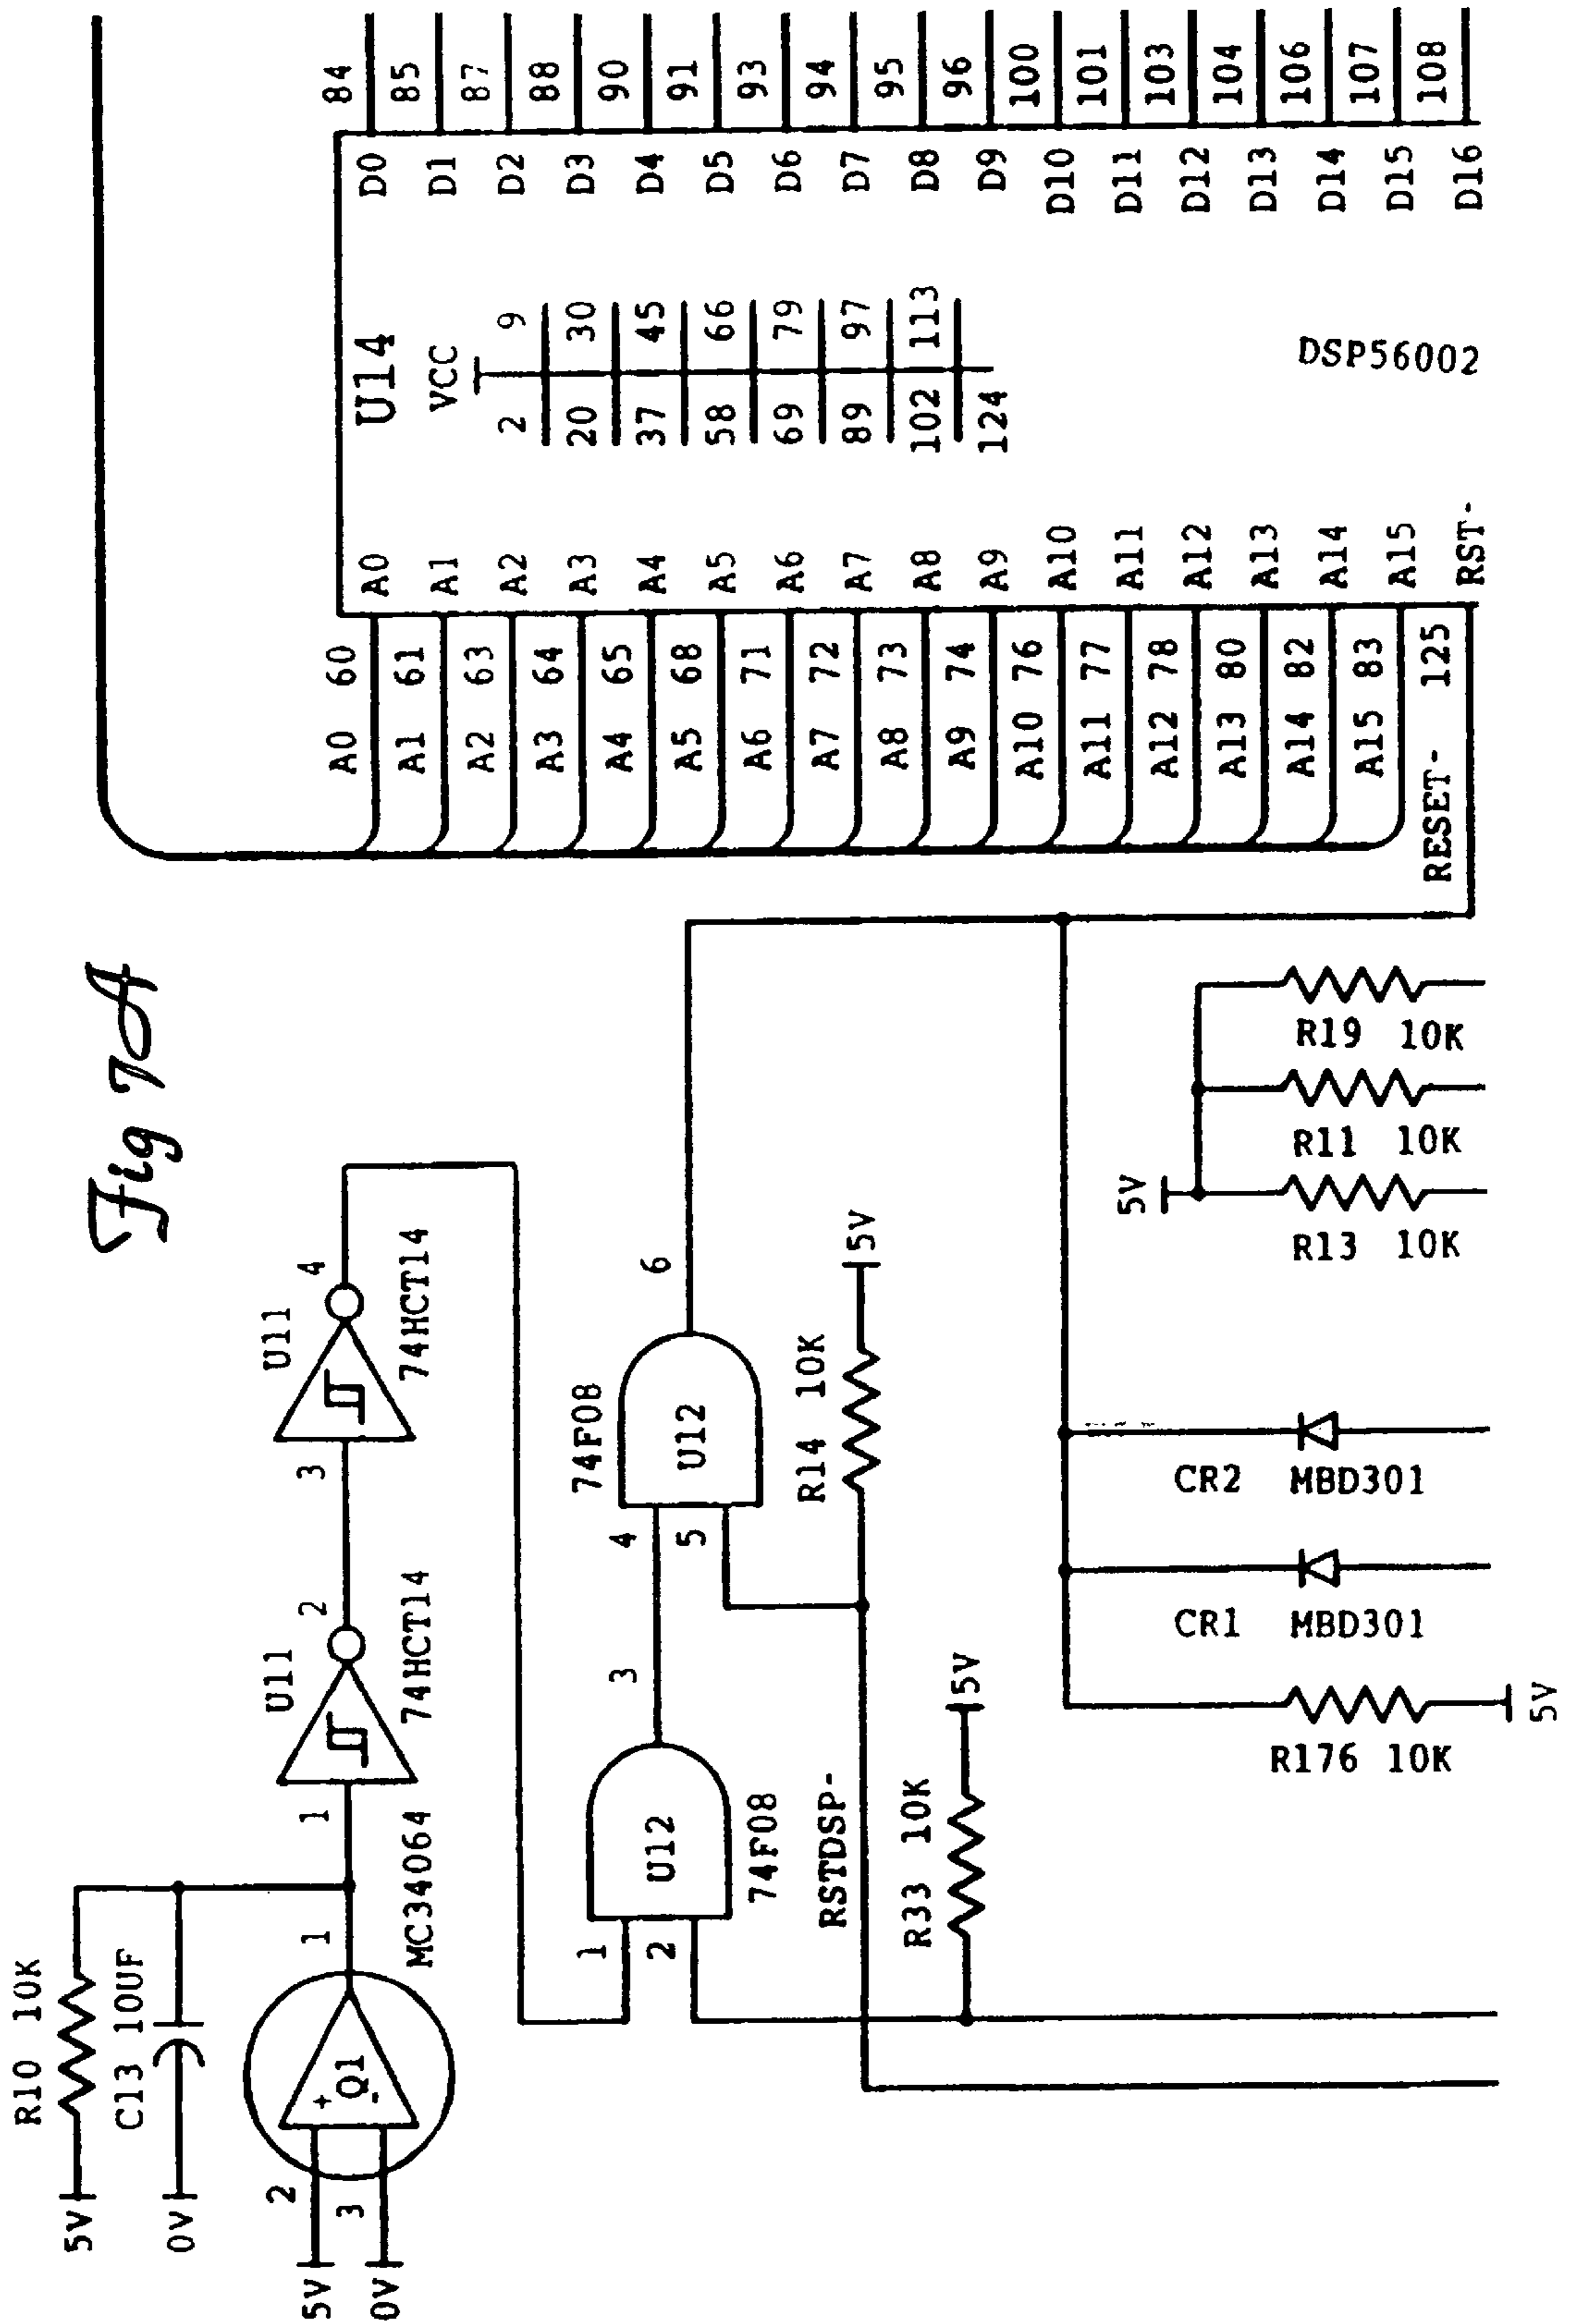 Fig 7A
R10 10K
5V
C13 10UF
0V
5V
2
0V
3
+
-
Q1
1
MC34064
1
U11
2
74HCT14
3
U11
4
74HCT14
1
2
U12
3
74F08
4
5
U12
6
74F08
RSTDSP-
R14 10K
5V
R33 10K
5V
R176 10K
5V
CR1 MBD301
CR2 MBD301
5V
R13 10K
R11 10K
R19 10K
U14
VCC
2 9
20 30
37 45
58 66
69 79
89 97
102 113
124
DSP56002
A0 60 A0
A1 61 A1
A2 63 A2
A3 64 A3
A4 65 A4
A5 68 A5
A6 71 A6
A7 72 A7
A8 73 A8
A9 74 A9
A10 76 A10
A11 77 A11
A12 78 A12
A13 80 A13
A14 82 A14
A15 83 A15
RESET- 125 RST-
D0 84
D1 85
D2 87
D3 88
D4 90
D5 91
D6 93
D7 94
D8 95
D9 96
D10 100
D11 101
D12 103
D13 104
D14 106
D15 107
D16 108